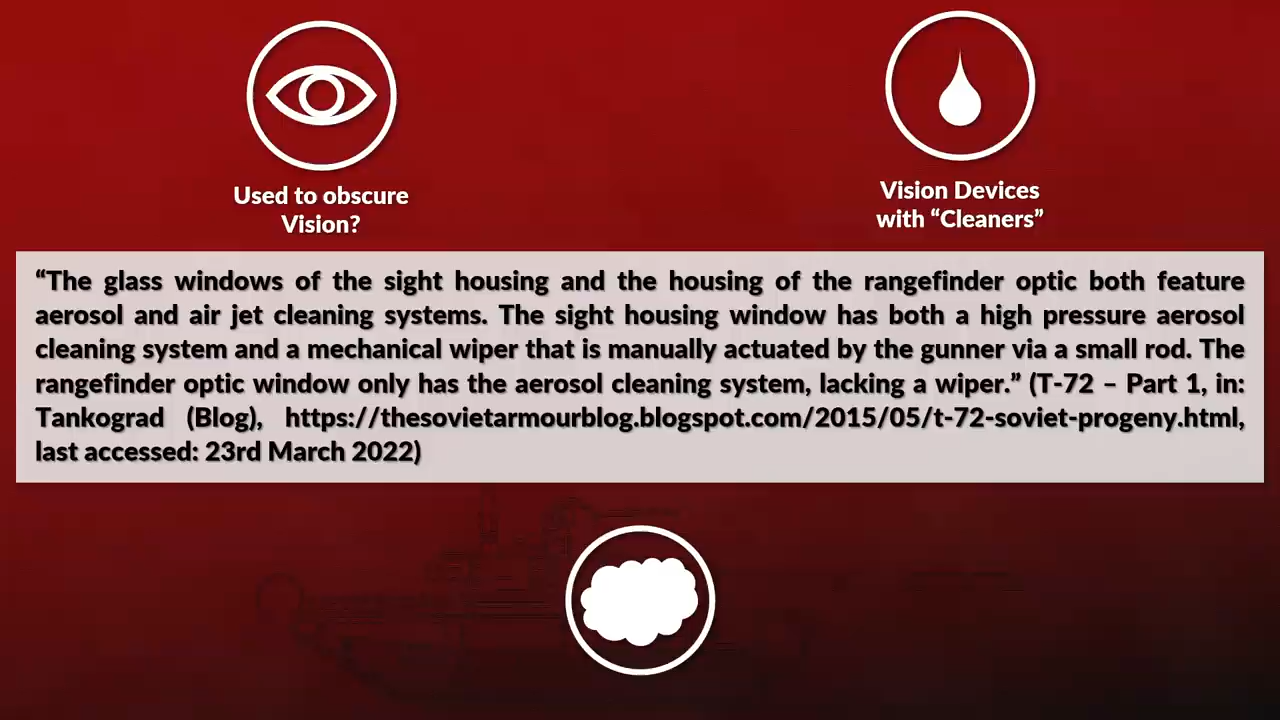 Used to obscure
Vision?
Vision Devices
with “Cleaners”
“The glass windows of the sight housing and the housing of the rangefinder optic both feature
aerosol and air jet cleaning systems. The sight housing window has both a high pressure aerosol
cleaning system and a mechanical wiper that is manually actuated by the gunner via a small rod. The
rangefinder optic window only has the aerosol cleaning system, lacking a wiper.” (T-72 – Part 1, in:
Tankograd (Blog), https://thesovietarmourblog.blogspot.com/2015/05/t-72-soviet-progeny.html,
last accessed: 23rd March 2022)